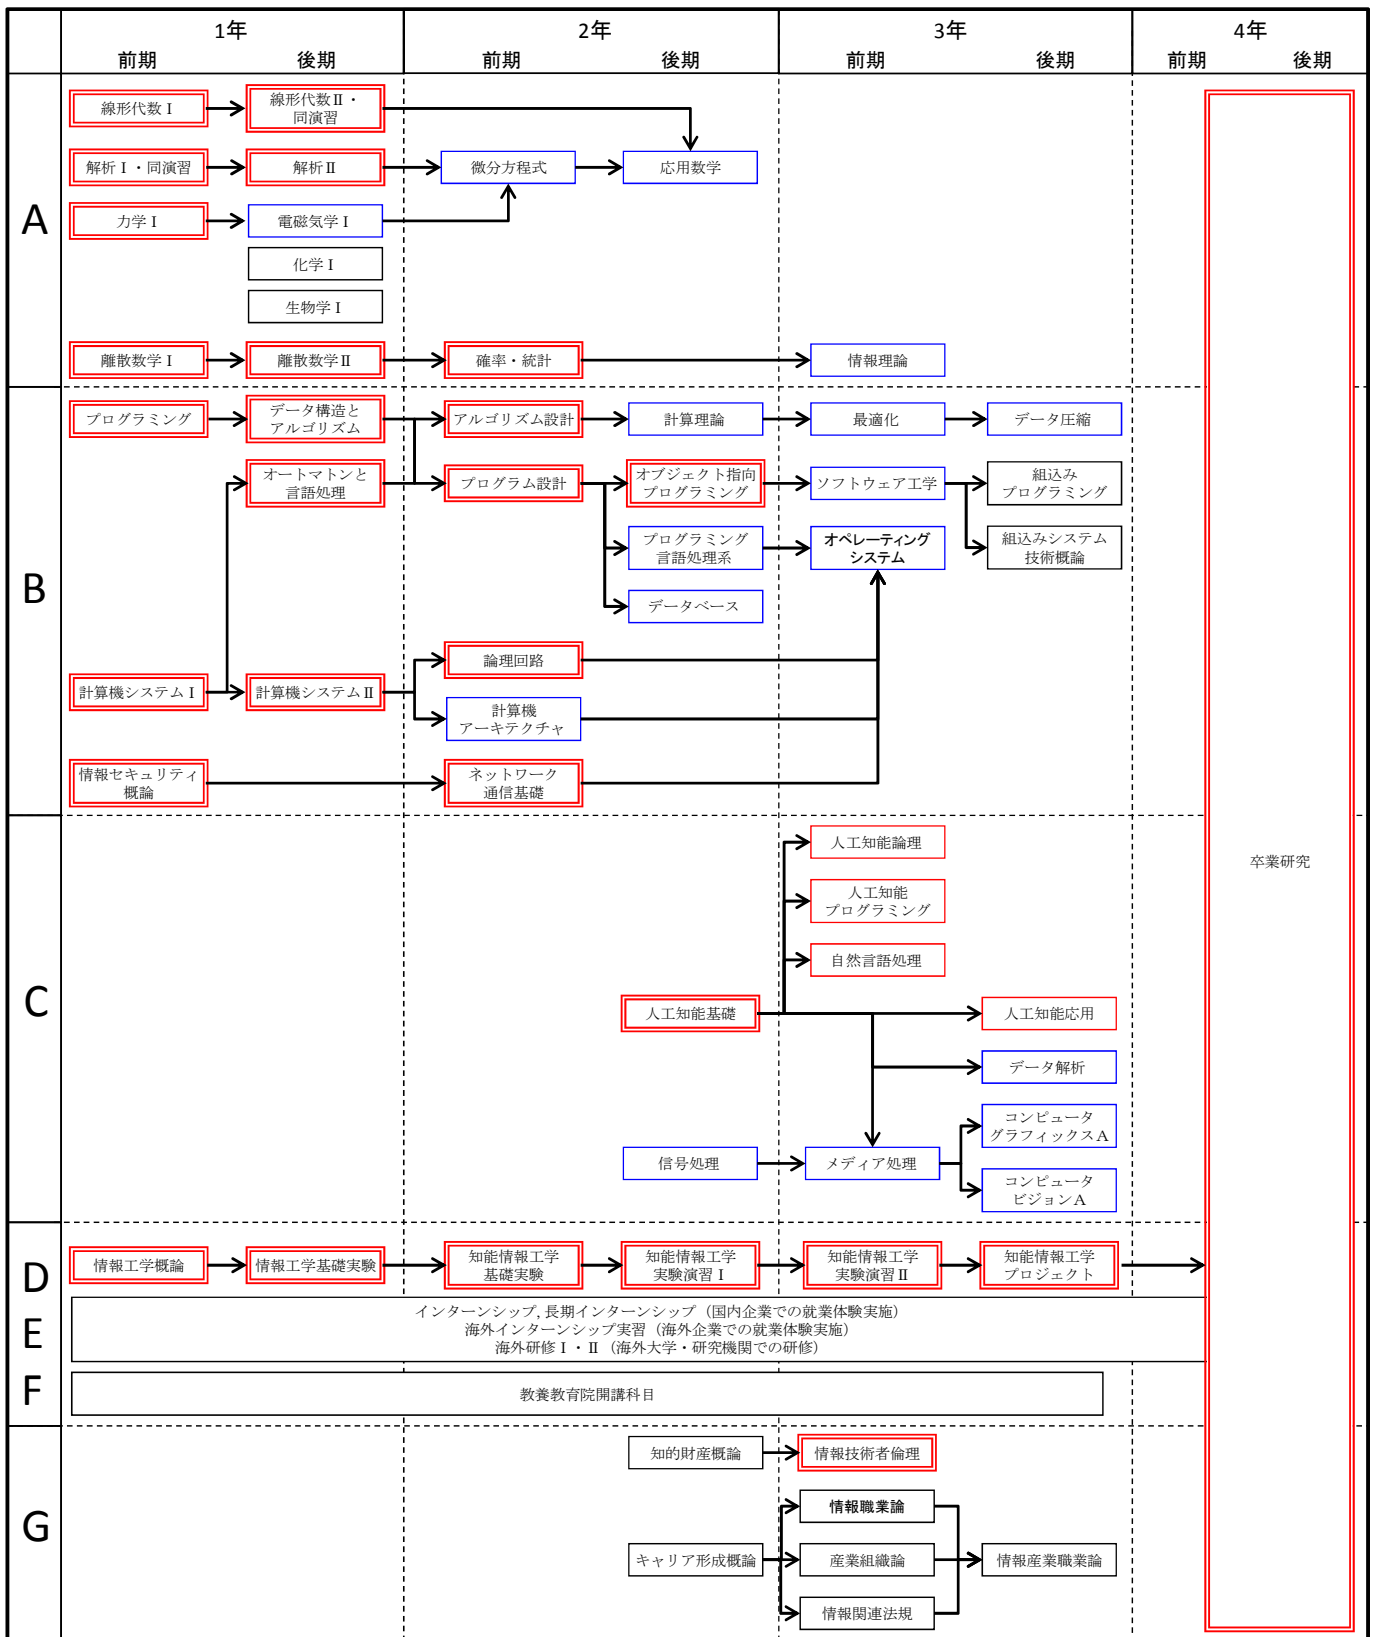 1年
2年
3年
4年
前期
後期
前期
後期
前期
後期
前期
後期
A
線形代数Ⅰ
線形代数Ⅱ・
同演習
解析Ⅰ・同演習
解析Ⅱ
微分方程式
応用数学
力学Ⅰ
電磁気学Ⅰ
化学Ⅰ
生物学Ⅰ
離散数学Ⅰ
離散数学Ⅱ
確率・統計
情報理論
B
プログラミング
データ構造と
アルゴリズム
アルゴリズム設計
計算理論
最適化
データ圧縮
オートマトンと
言語処理
プログラム設計
オブジェクト指向
プログラミング
ソフトウェア工学
組込み
プログラミング
プログラミング
言語処理系
オペレーティング
システム
組込みシステム
技術概論
データベース
論理回路
計算機システムⅠ
計算機システムⅡ
計算機
アーキテクチャ
情報セキュリティ
概論
ネットワーク
通信基礎
C
人工知能論理
人工知能
プログラミング
自然言語処理
人工知能基礎
人工知能応用
データ解析
コンピュータ
グラフィックスA
信号処理
メディア処理
コンピュータ
ビジョンA
卒業研究
D
情報工学概論
情報工学基礎実験
知能情報工学
基礎実験
知能情報工学
実験演習Ⅰ
知能情報工学
実験演習Ⅱ
知能情報工学
プロジェクト
E
インターンシップ, 長期インターンシップ（国内企業での就業体験実施）
海外インターンシップ実習（海外企業での就業体験実施）
海外研修Ⅰ・Ⅱ（海外大学・研究機関での研修）
F
教養教育院開講科目
G
知的財産概論
情報技術者倫理
情報職業論
キャリア形成概論
産業組織論
情報産業職業論
情報関連法規